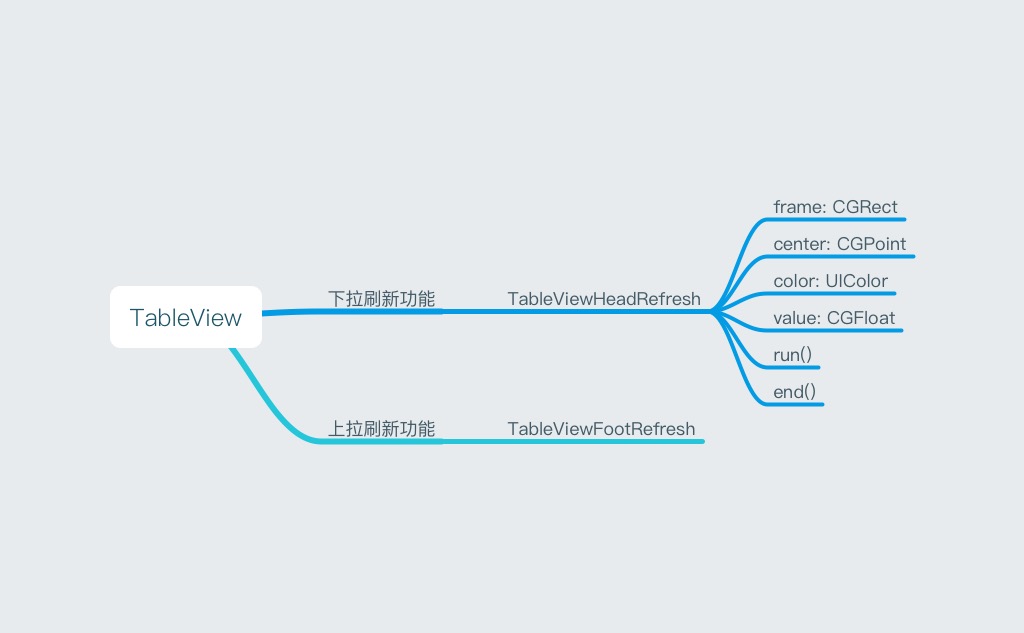 TableView
下拉刷新功能
TableViewHeadRefresh
frame: CGRect
center: CGPoint
color: UIColor
value: CGFloat
run()
end()
上拉刷新功能
TableViewFootRefresh